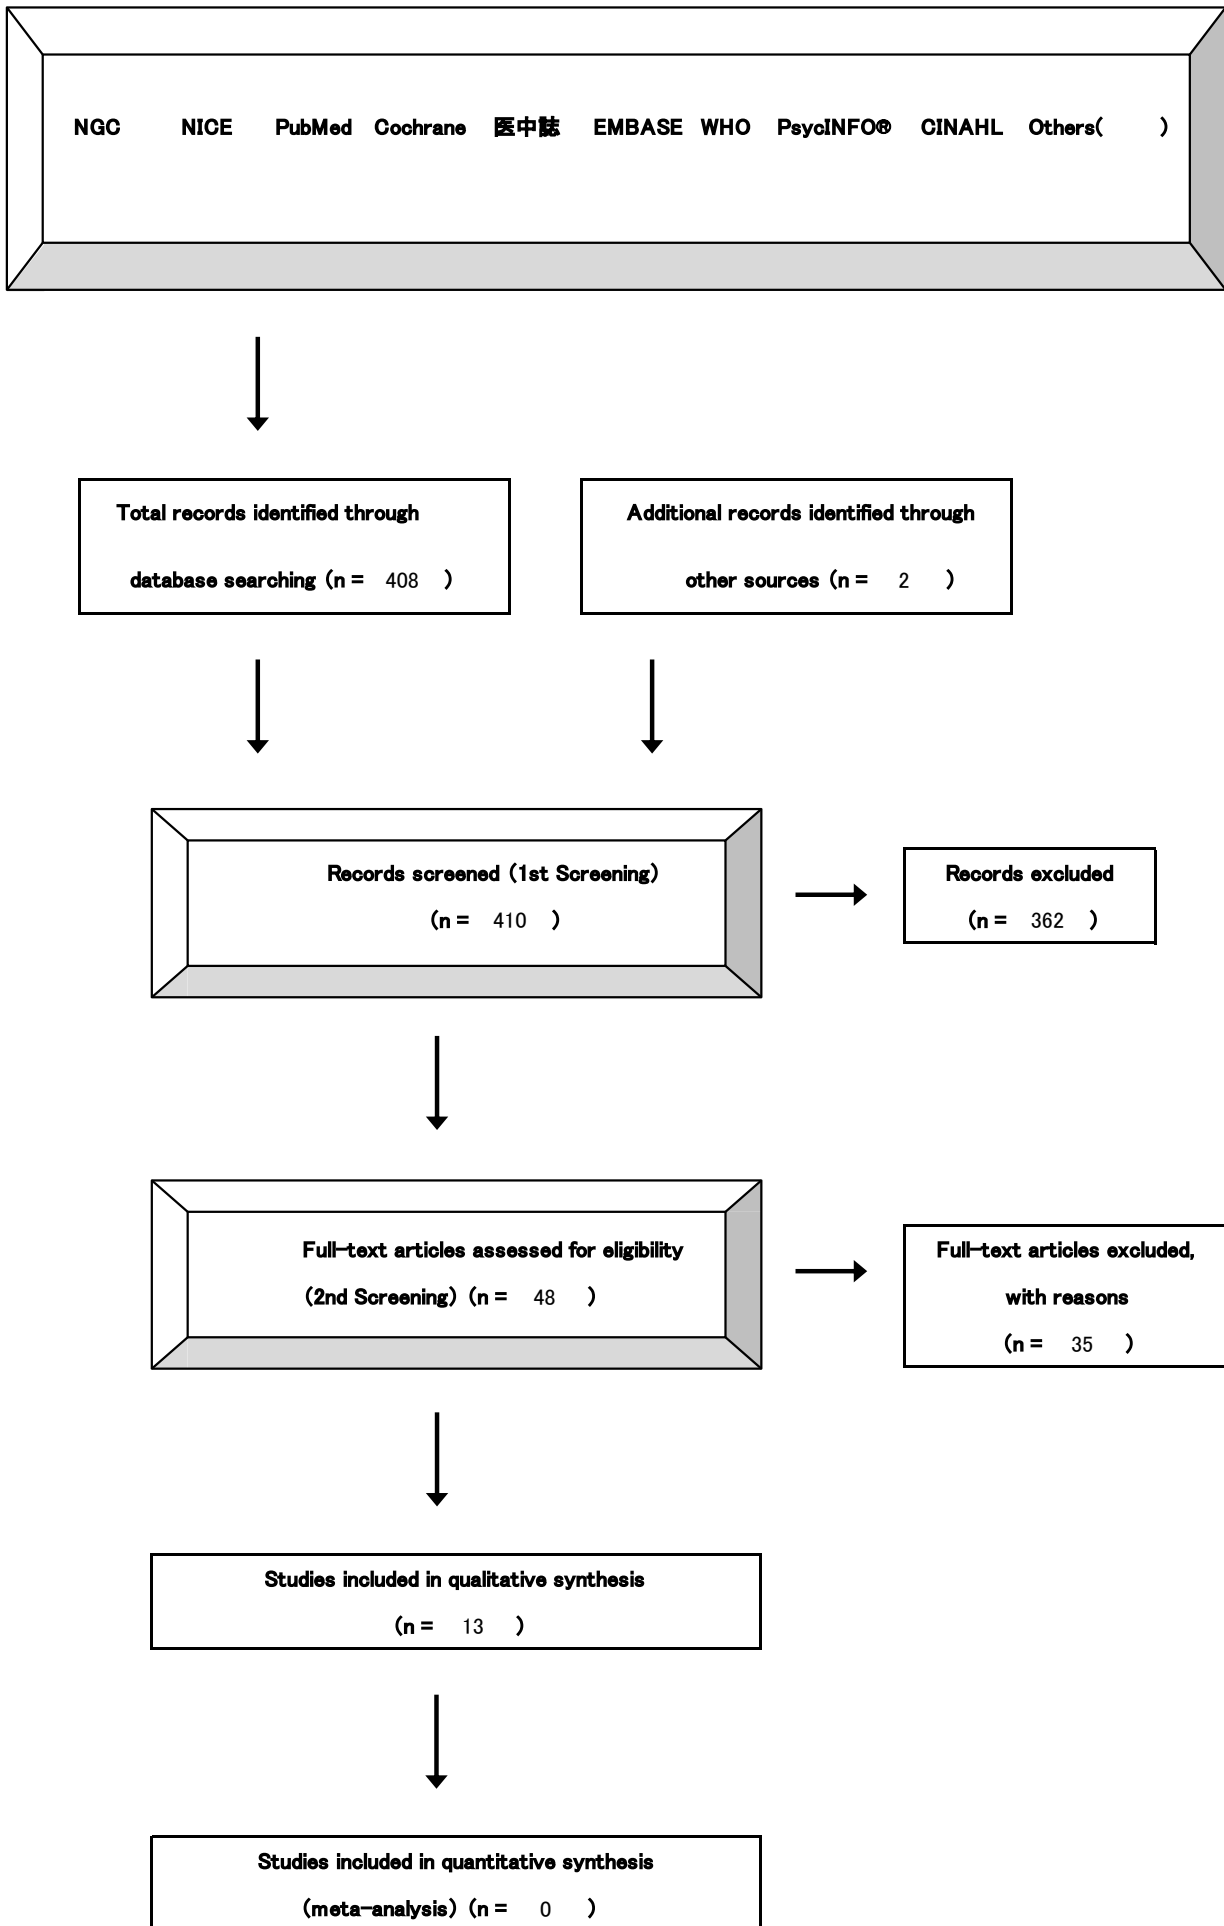 NGC NICE PubMed Cochrane 医中誌 EMBASE WHO PsycINFO® CINAHL Others( )
Total records identified through
database searching (n = 408 )
Additional records identified through
other sources (n = 2 )
Records screened (1st Screening)
(n = 410 )
Records excluded
(n = 362 )
Full-text articles assessed for eligibility
(2nd Screening) (n = 48 )
Full-text articles excluded,
with reasons
(n = 35 )
Studies included in qualitative synthesis
(n = 13 )
Studies included in quantitative synthesis
(meta-analysis) (n = 0 )